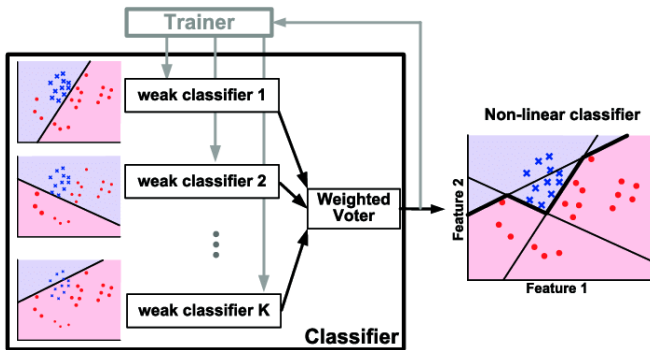 Trainer
weak classifier 1
weak classifier 2
weak classifier K
Weighted
Voter
Classifier
Non-linear classifier
Feature 2
Feature 1